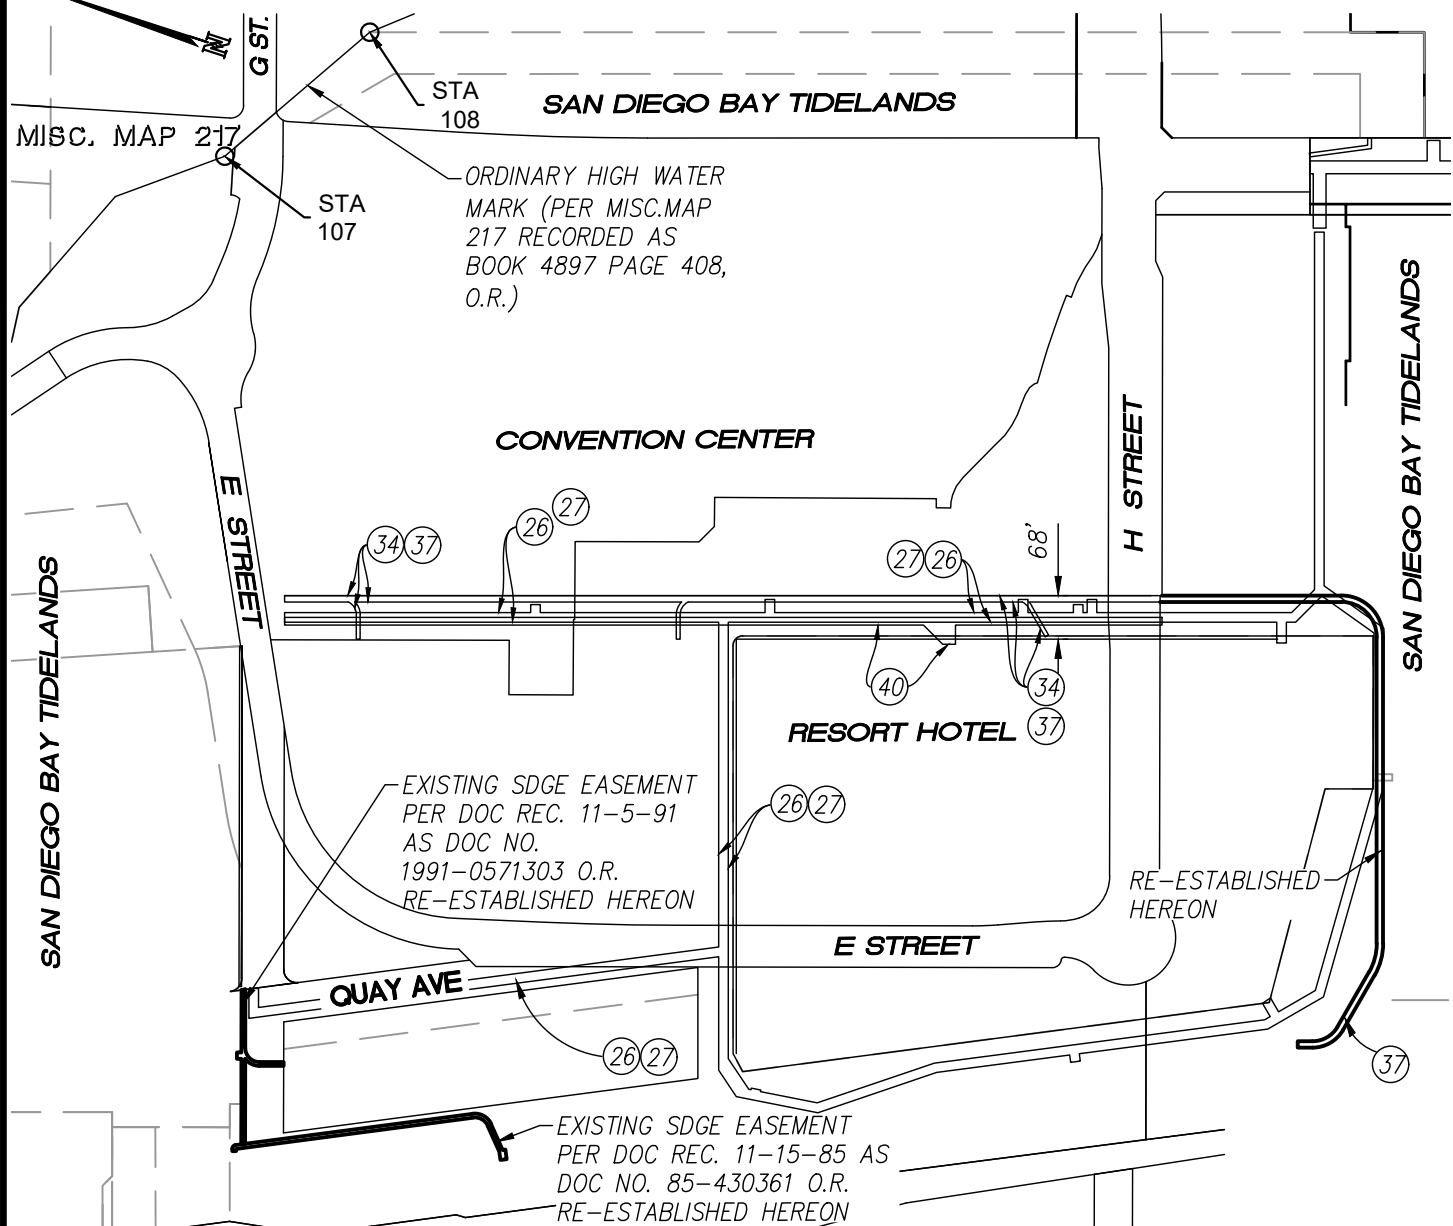 N
G ST.
STA
108
SAN DIEGO BAY TIDELANDS
MISC. MAP 217
ORDINARY HIGH WATER
MARK (PER MISC.MAP
217 RECORDED AS
BOOK 4897 PAGE 408,
O.R.)
STA
107
SAN DIEGO BAY TIDELANDS
CONVENTION CENTER
H STREET
E STREET
34
37
26
27
27
26
68'
SAN DIEGO BAY TIDELANDS
40
34
37
RESORT HOTEL
EXISTING SDGE EASEMENT
PER DOC REC. 11-5-91
AS DOC NO.
1991-0571303 O.R.
RE-ESTABLISHED HEREON
26
27
RE-ESTABLISHED
HEREON
E STREET
QUAY AVE
26
27
37
EXISTING SDGE EASEMENT
PER DOC REC. 11-15-85 AS
DOC NO. 85-430361 O.R.
RE-ESTABLISHED HEREON